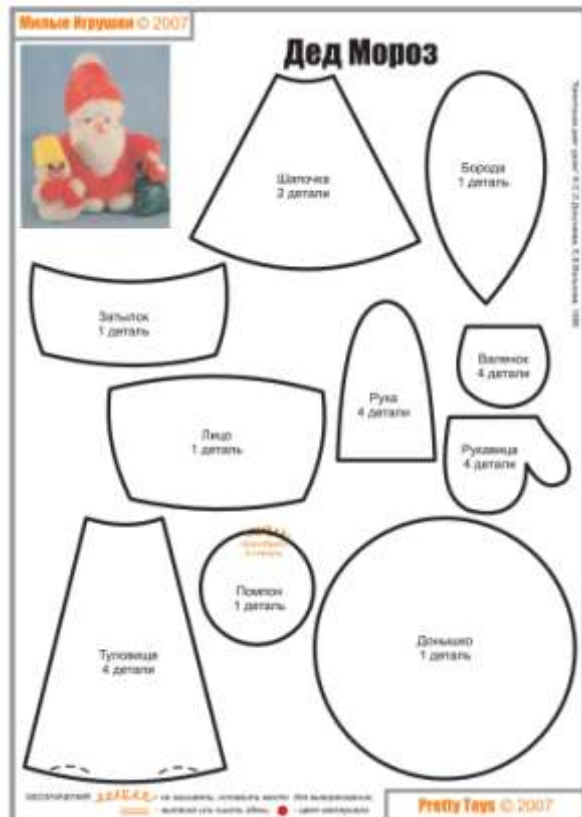 Милые Игрушки © 2007
Дед Мороз
Шапочка
2 детали
Борода
1 деталь
Затылок
1 деталь
Валенок
4 детали
Рука
4 детали
Лицо
1 деталь
Рукавица
4 детали
Помпон
1 деталь
Туловище
4 детали
Донышко
1 деталь
Pretty Toys © 2007